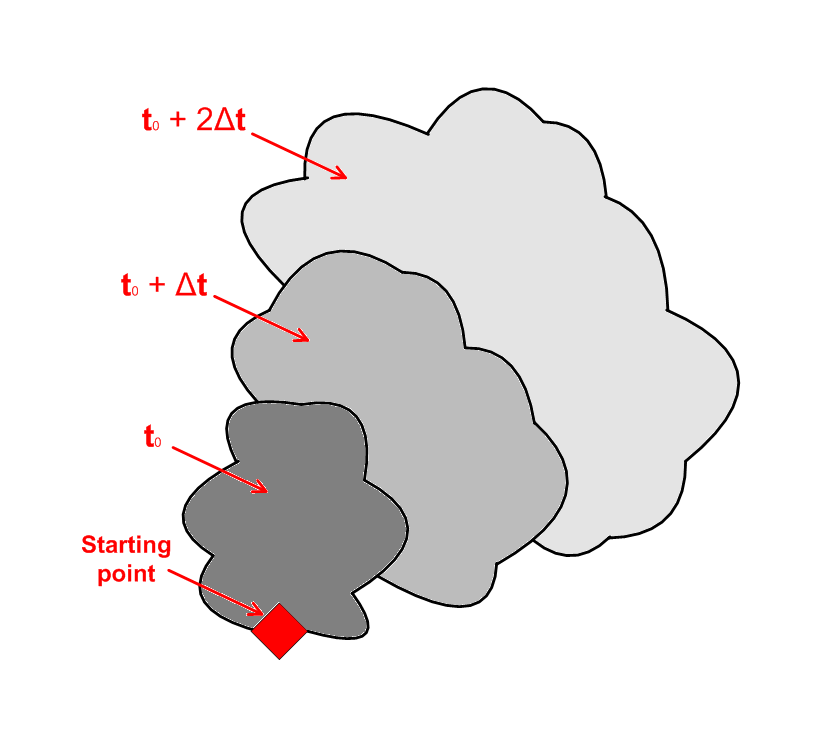 t₀ + 2Δt
t₀ + Δt
t₀
Starting
point